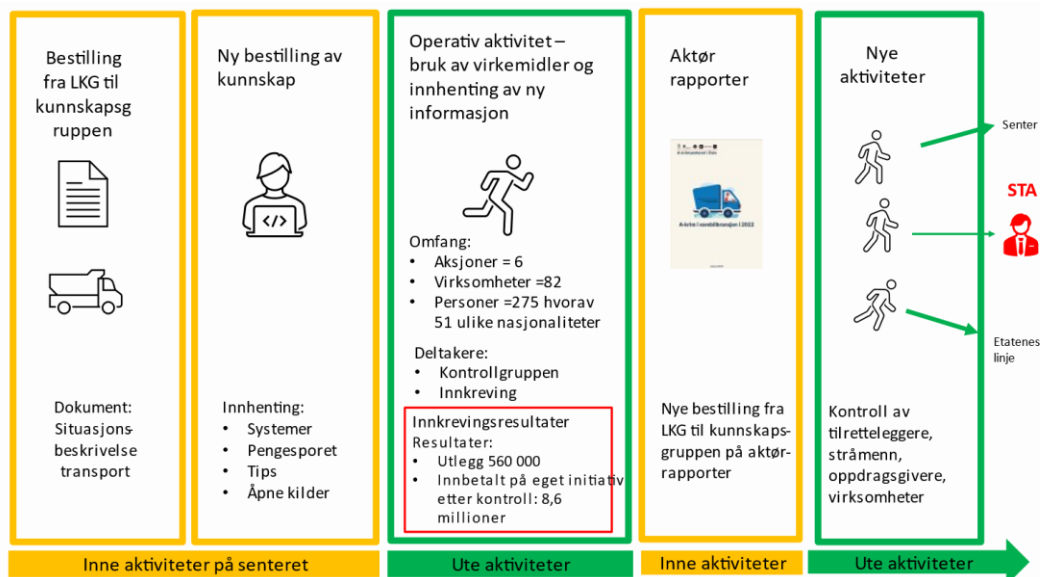 Bestilling
fra LKG til
kunnskapsg
ruppen
Dokument:
Situasjons-
beskrivelse
transport
Ny bestilling av
kunnskap
</>
Innhenting:
• Systemer
• Pengesporet
• Tips
• Åpne kilder
Operativ aktivitet –
bruk av virkemidler og
innhenting av ny
informasjon
Omfang:
• Aksjoner = 6
• Virksomheter =82
• Personer =275 hvorav
51 ulike nasjonaliteter
Deltakere:
• Kontrollgruppen
• Innkreving
Innkrevingsresultater
Resultater:
• Utlegg 560 000
• Innbetalt på eget initiativ
etter kontroll: 8,6
millioner
Aktør
rapporter
Nye bestilling fra
LKG til kunnskaps-
gruppen på aktør-
rapporter
Nye
aktiviteter
Senter
STA
Etatenes
linje
Kontroll av
tilretteleggere,
stråmenn,
oppdragsgivere,
virksomheter
Inne aktiviteter på senteret
Ute aktiviteter
Inne aktiviteter
Ute aktiviteter